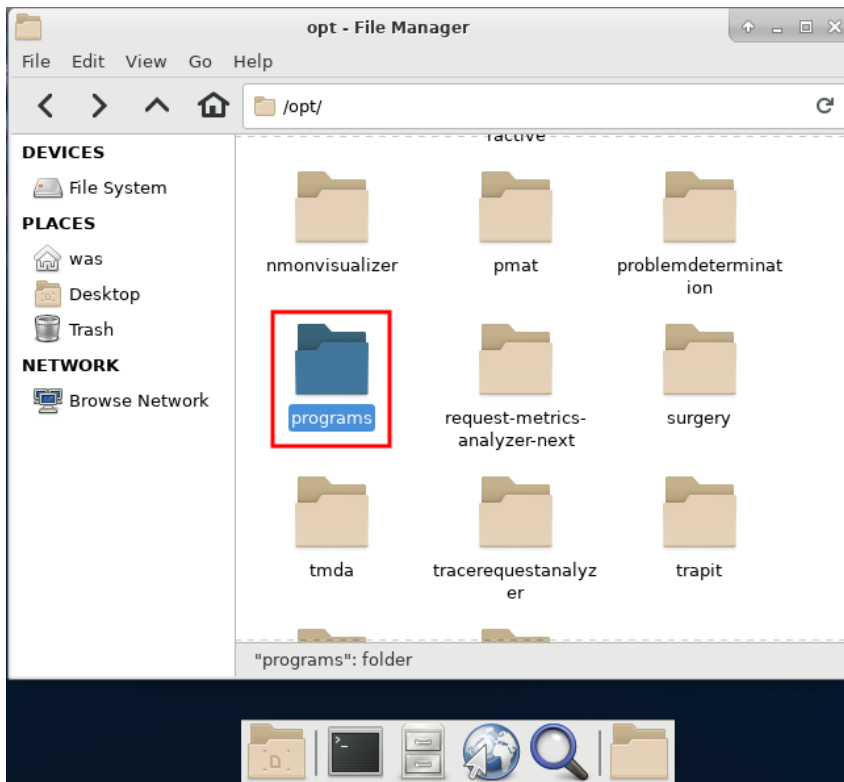 opt - File Manager
File Edit View Go Help
/opt/
DEVICES
File System
PLACES
was
Desktop
Trash
NETWORK
Browse Network
ractive
nmonvisualizer
pmat
problemdeterminat
ion
programs
request-metrics-
analyzer-next
surgery
tmda
tracerequestanalyz
er
trapit
"programs": folder